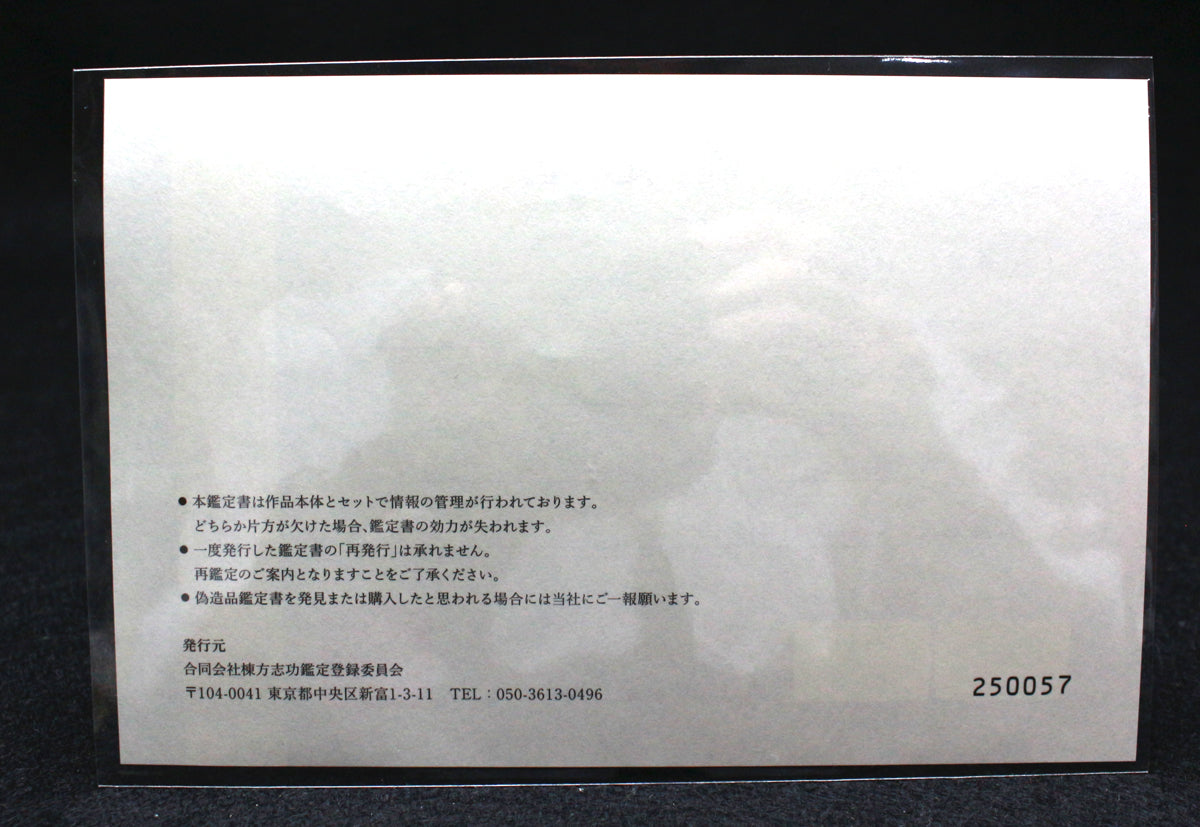 ● 本鑑定書は作品本体とセットで情報の管理が行われております。
どちらか片方が欠けた場合、鑑定書の効力が失われます。
● 一度発行した鑑定書の「再発行」は承れません。
再鑑定のご案内となりますことをご了承ください。
● 偽造品鑑定書を発見または購入したと思われる場合には当社にご一報願います。
発行元
合同会社棟方志功鑑定登録委員会
〒104-0041 東京都中央区新富1-3-11　TEL：050-3613-0496
250057